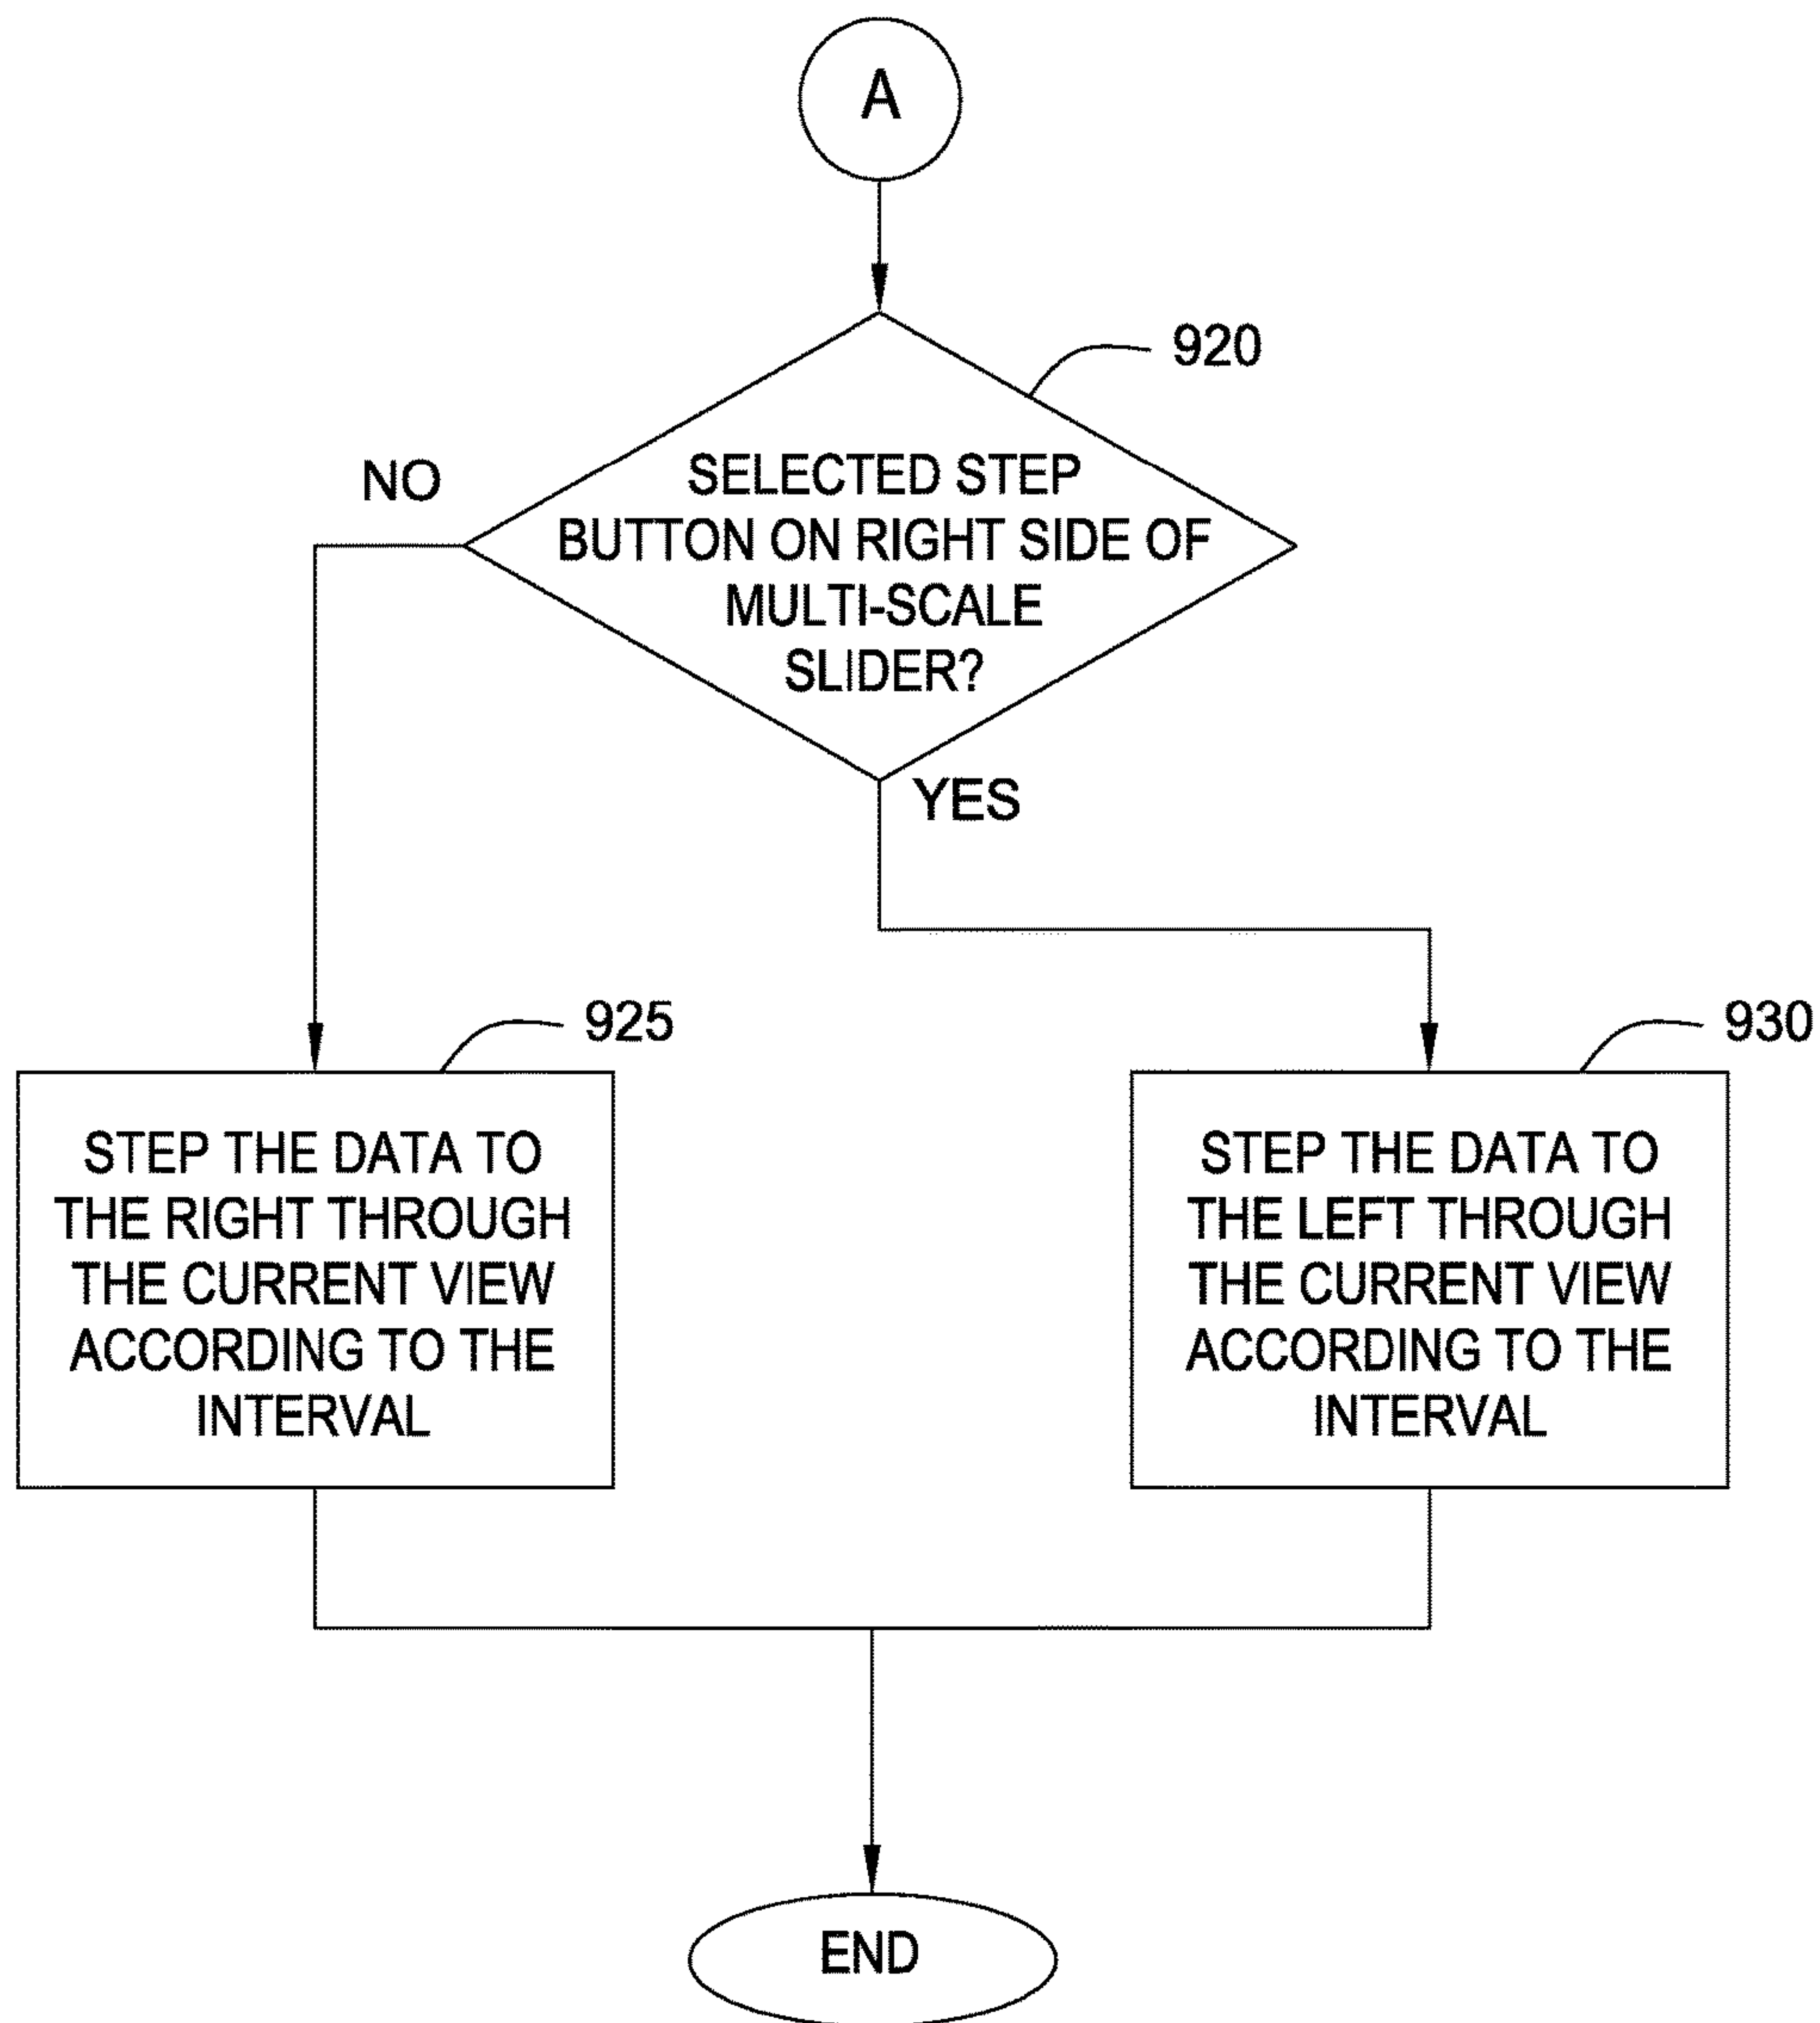 A
920
NO
SELECTED STEP
BUTTON ON RIGHT SIDE OF
MULTI-SCALE
SLIDER?
YES
925
STEP THE DATA TO
THE RIGHT THROUGH
THE CURRENT VIEW
ACCORDING TO THE
INTERVAL
930
STEP THE DATA TO
THE LEFT THROUGH
THE CURRENT VIEW
ACCORDING TO THE
INTERVAL
END